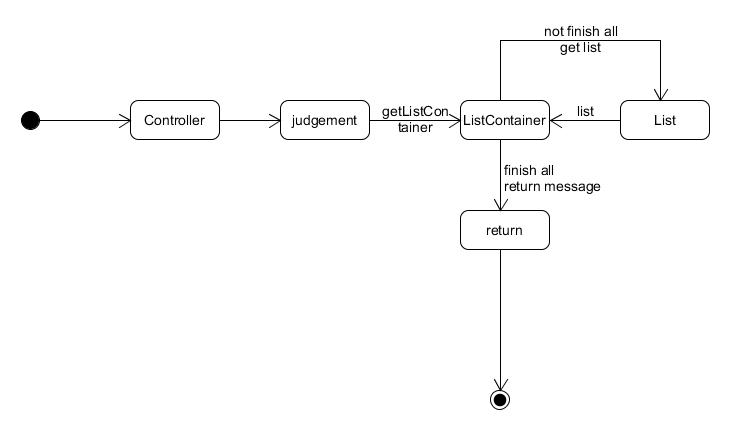 not finish all
get list
Controller
judgement
getListCon
tainer
ListContainer
list
List
finish all
return message
return